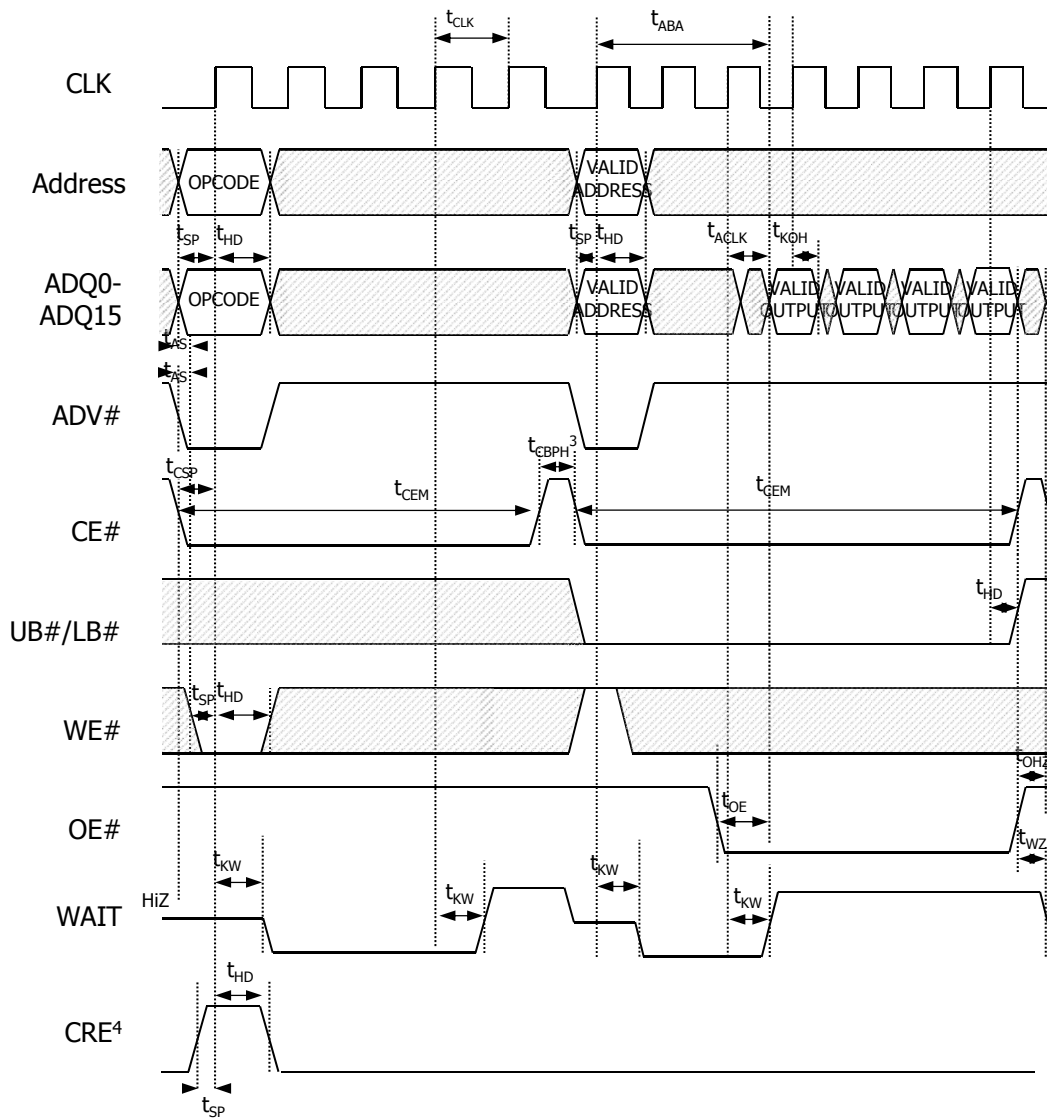 tCLK
tABA
CLK
Address
OPCODE
VALID
ADDRESS
tSP
tHD
tSP
tHD
tACLK
tKOH
ADQ0-
ADQ15
OPCODE
VALID
ADDRESS
VALID
OUTPUT
VALID
OUTPUT
VALID
OUTPUT
VALID
OUTPUT
tAS
tAS
ADV#
tCBPH3
tCSP
tCEM
tCEM
CE#
tHD
UB#/LB#
tSP
tHD
WE#
tOHZ
tOE
OE#
tWZ
tKW
tKW
tKW
tKW
HiZ
WAIT
tHD
CRE4
tSP